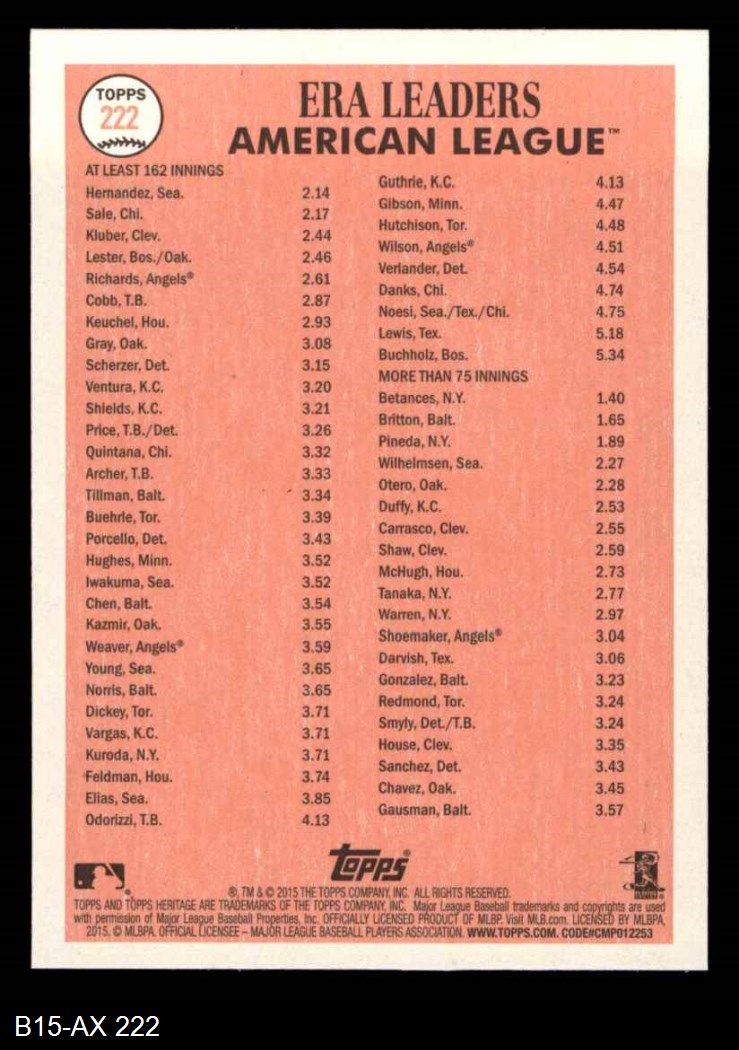 TOPPS
222
ERA LEADERS
AMERICAN LEAGUE™
AT LEAST 162 INNINGS
Hernandez, Sea. 2.14
Sale, Chi. 2.17
Kluber, Clev. 2.44
Lester, Bos./Oak. 2.46
Richards, Angels® 2.61
Cobb, T.B. 2.87
Keuchel, Hou. 2.93
Gray, Oak. 3.08
Scherzer, Det. 3.15
Ventura, K.C. 3.20
Shields, K.C. 3.21
Price, T.B./Det. 3.26
Quintana, Chi. 3.32
Archer, T.B. 3.33
Tillman, Balt. 3.34
Buehrle, Tor. 3.39
Porcello, Det. 3.43
Hughes, Minn. 3.52
Iwakuma, Sea. 3.52
Chen, Balt. 3.54
Kazmir, Oak. 3.55
Weaver, Angels® 3.59
Young, Sea. 3.65
Norris, Balt. 3.65
Dickey, Tor. 3.71
Vargas, K.C. 3.71
Kuroda, N.Y. 3.71
Feldman, Hou. 3.74
Elias, Sea. 3.85
Odorizzi, T.B. 4.13
Guthrie, K.C. 4.13
Gibson, Minn. 4.47
Hutchison, Tor. 4.48
Wilson, Angels® 4.51
Verlander, Det. 4.54
Danks, Chi. 4.74
Noesi, Sea./Tex./Chi. 4.75
Lewis, Tex. 5.18
Buchholz, Bos. 5.34
MORE THAN 75 INNINGS
Betances, N.Y. 1.40
Britton, Balt. 1.65
Pineda, N.Y. 1.89
Wilhelmsen, Sea. 2.27
Otero, Oak. 2.28
Duffy, K.C. 2.53
Carrasco, Clev. 2.55
Shaw, Clev. 2.59
McHugh, Hou. 2.73
Tanaka, N.Y. 2.77
Warren, N.Y. 2.97
Shoemaker, Angels® 3.04
Darvish, Tex. 3.06
Gonzalez, Balt. 3.23
Redmond, Tor. 3.24
Smyly, Det./T.B. 3.24
House, Clev. 3.35
Sanchez, Det. 3.43
Chavez, Oak. 3.45
Gausman, Balt. 3.57
Topps®
®, TM & © 2015 THE TOPPS COMPANY, INC. ALL RIGHTS RESERVED.
TOPPS AND TOPPS HERITAGE ARE TRADEMARKS OF THE TOPPS COMPANY, INC. Major League Baseball trademarks and copyrights are used
with permission of Major League Baseball Properties, Inc. OFFICIALLY LICENSED PRODUCT OF MLBP. Visit MLB.com. LICENSED BY MLBPA,
2015. © MLBPA. OFFICIAL LICENSEE – MAJOR LEAGUE BASEBALL PLAYERS ASSOCIATION. WWW.TOPPS.COM. CODE#CMP012253
B15-AX 222